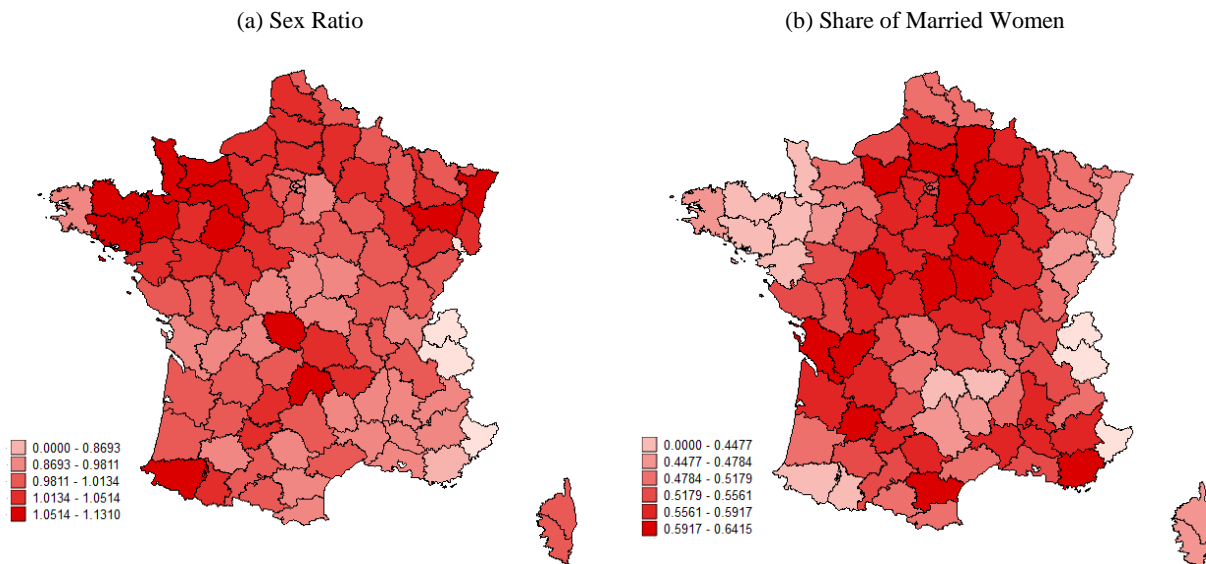 (a) Sex Ratio
(b) Share of Married Women
0.0000 - 0.8693
0.8693 - 0.9811
0.9811 - 1.0134
1.0134 - 1.0514
1.0514 - 1.1310
0.0000 - 0.4477
0.4477 - 0.4784
0.4784 - 0.5179
0.5179 - 0.5561
0.5561 - 0.5917
0.5917 - 0.6415